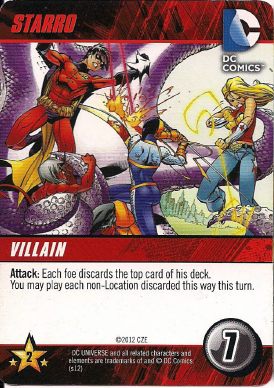 STARRO
DC
DC
COMICS™
VILLAIN
Attack: Each foe discards the top card of his deck.
You may play each non-Location discarded this way this turn.
©2012 CZE
2
7
DC UNIVERSE and all related characters and
elements are trademarks of and © DC Comics.
(s12)